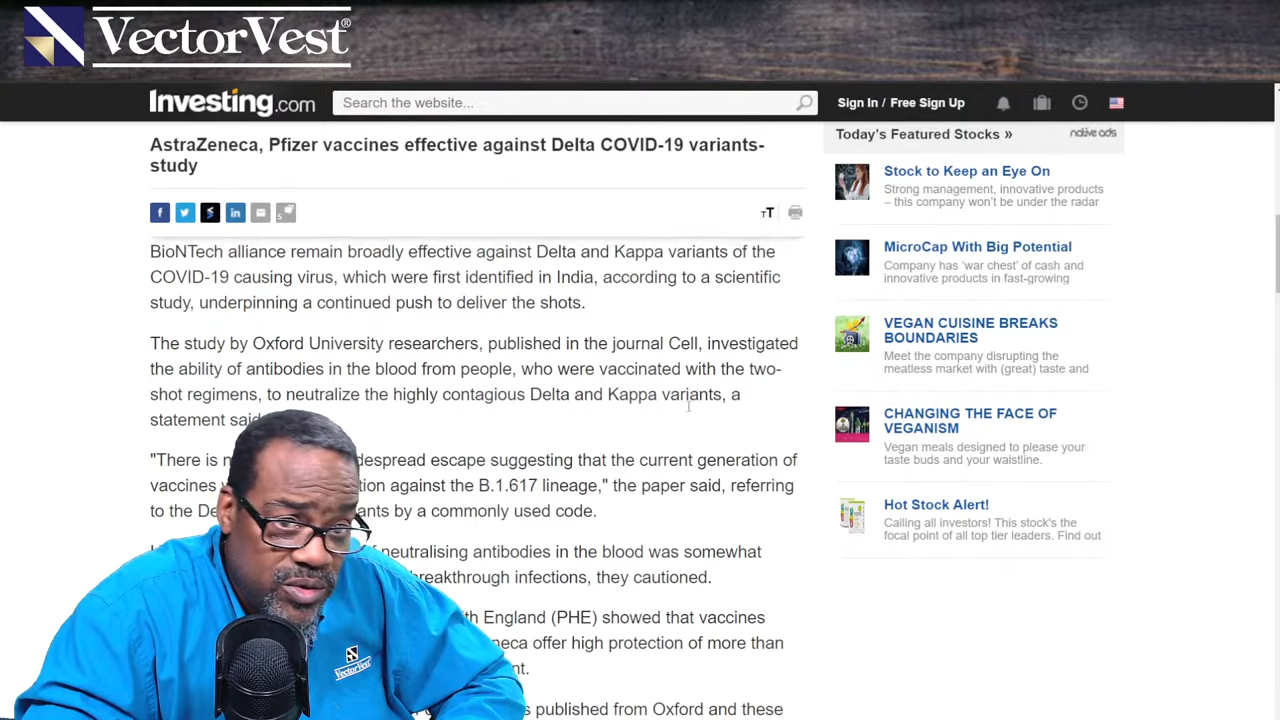 VectorVest®
Investing.com
Search the website...
Sign In / Free Sign Up
AstraZeneca, Pfizer vaccines effective against Delta COVID-19 variants-
study
5
TT
BioNTech alliance remain broadly effective against Delta and Kappa variants of the
COVID-19 causing virus, which were first identified in India, according to a scientific
study, underpinning a continued push to deliver the shots.
The study by Oxford University researchers, published in the journal Cell, investigated
the ability of antibodies in the blood from people, who were vaccinated with the two-
shot regimens, to neutralize the highly contagious Delta and Kappa variants, a
statement said
"There is despread escape suggesting that the current generation of
vaccines tion against the B.1.617 lineage," the paper said, referring
to the De ants by a commonly used code.
neutralising antibodies in the blood was somewhat
breakthrough infections, they cautioned.
th England (PHE) showed that vaccines
neca offer high protection of more than
nt.
s published from Oxford and these
Today's Featured Stocks »
native ads
Stock to Keep an Eye On
Strong management, innovative products
– this company won't be under the radar
MicroCap With Big Potential
Company has 'war chest' of cash and
innovative products in fast-growing
VEGAN CUISINE BREAKS
BOUNDARIES
Meet the company disrupting the
meatless market with (great) taste and
CHANGING THE FACE OF
VEGANISM
Vegan meals designed to please your
taste buds and your waistline.
Hot Stock Alert!
Calling all investors! This stock's the
focal point of all top tier leaders. Find out
VectorVest